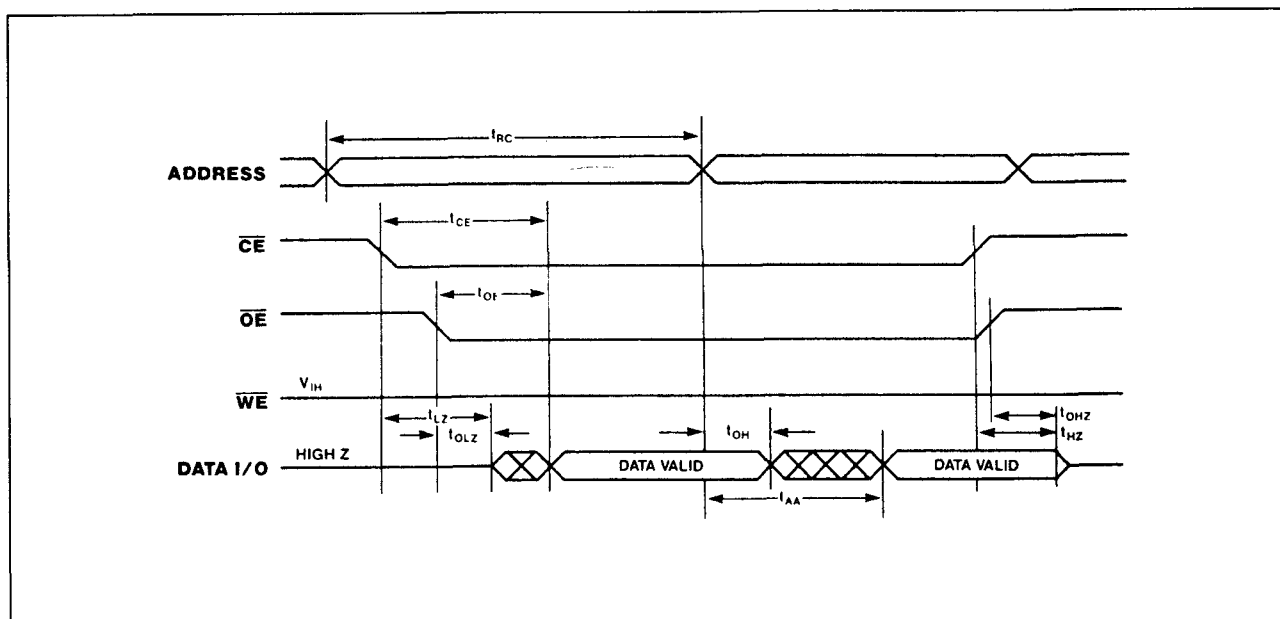 tRC
ADDRESS
tCE
CE
tOE
OE
VIH
WE
tLZ
tOHZ
tOLZ
tOH
tHZ
HIGH Z
DATA I/O
DATA VALID
DATA VALID
tAA